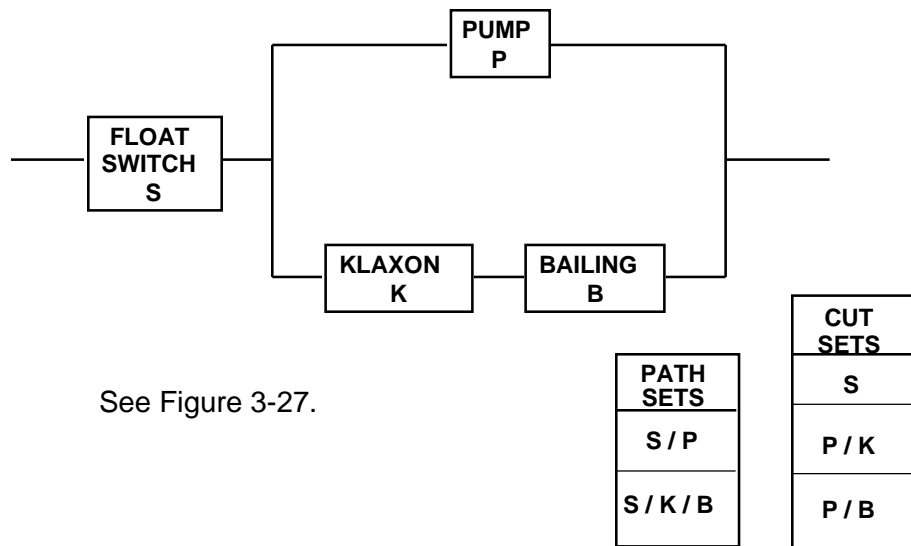 PUMP
P
FLOAT
SWITCH
S
KLAXON
K
BAILING
B
See Figure 3-27.
PATH
SETS
S / P
S / K / B
CUT
SETS
S
P / K
P / B